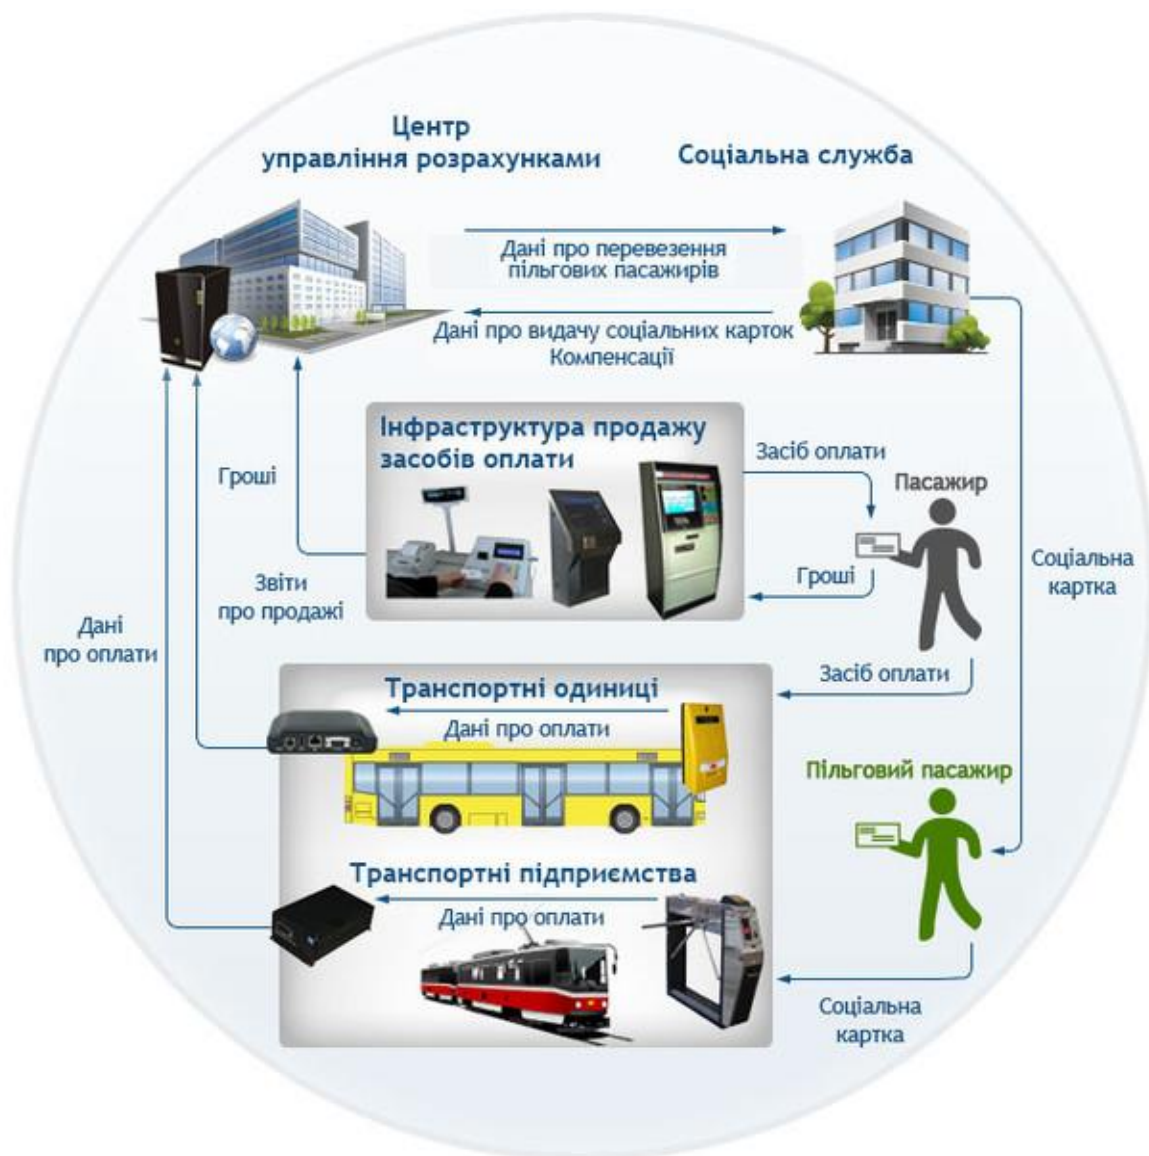 Центр
управління розрахунками
Соціальна служба
Дані про перевезення
пільгових пасажирів
Дані про видачу соціальних карток
Компенсації
Інфраструктура продажу
засобів оплати
Засіб оплати
Пасажир
Гроші
Гроші
Соціальна
картка
Звіти
про продажі
Дані
про оплати
Засіб оплати
Транспортні одиниці
Дані про оплати
Пільговий пасажир
Транспортні підприємства
Дані про оплати
Соціальна
картка